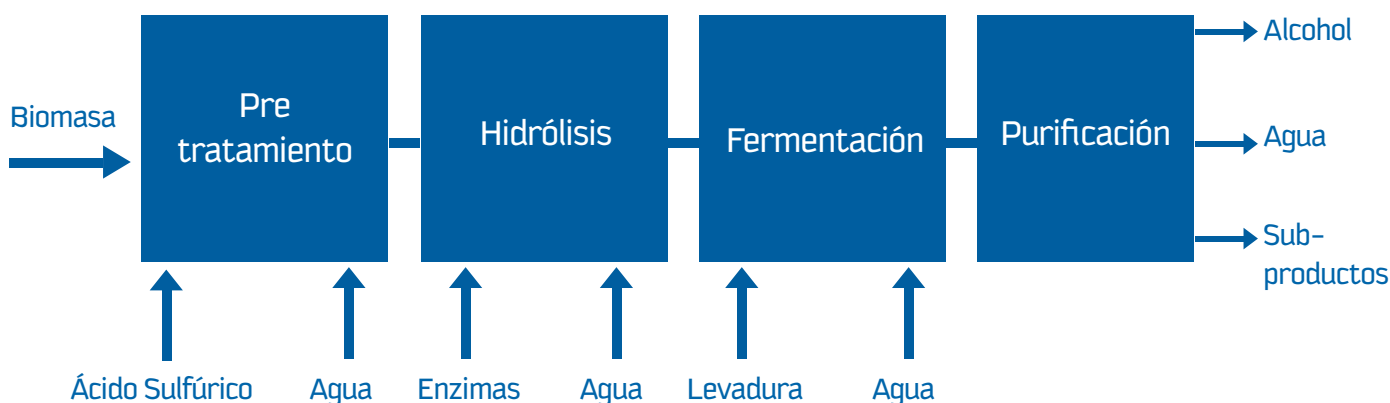 Biomasa
Pre
tratamiento
Hidrólisis
Fermentación
Purificación
Alcohol
Agua
Sub-
productos
Ácido Sulfúrico
Agua
Enzimas
Agua
Levadura
Agua